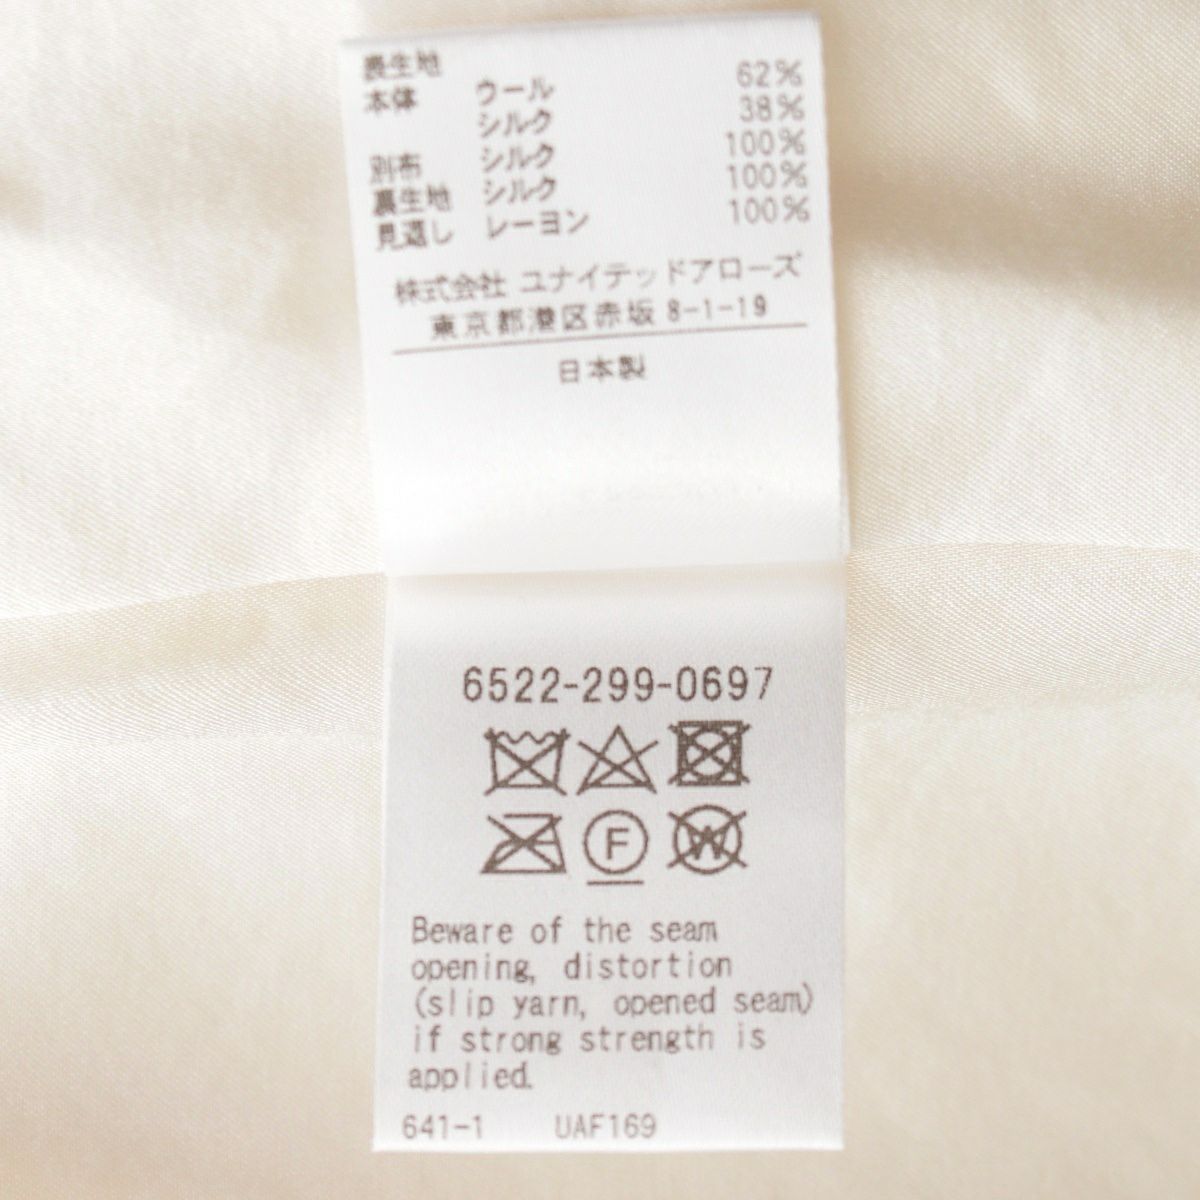 表生地
本体 ウール 62%
シルク 38%
別布 シルク 100%
裏生地 シルク 100%
見返し レーヨン 100%
株式会社 ユナイテッドアローズ
東京都港区赤坂 8-1-19
日本製
6522-299-0697
F
W
Beware of the seam
opening, distortion
(slip yarn, opened seam)
if strong strength is
applied.
641-1 UAF169